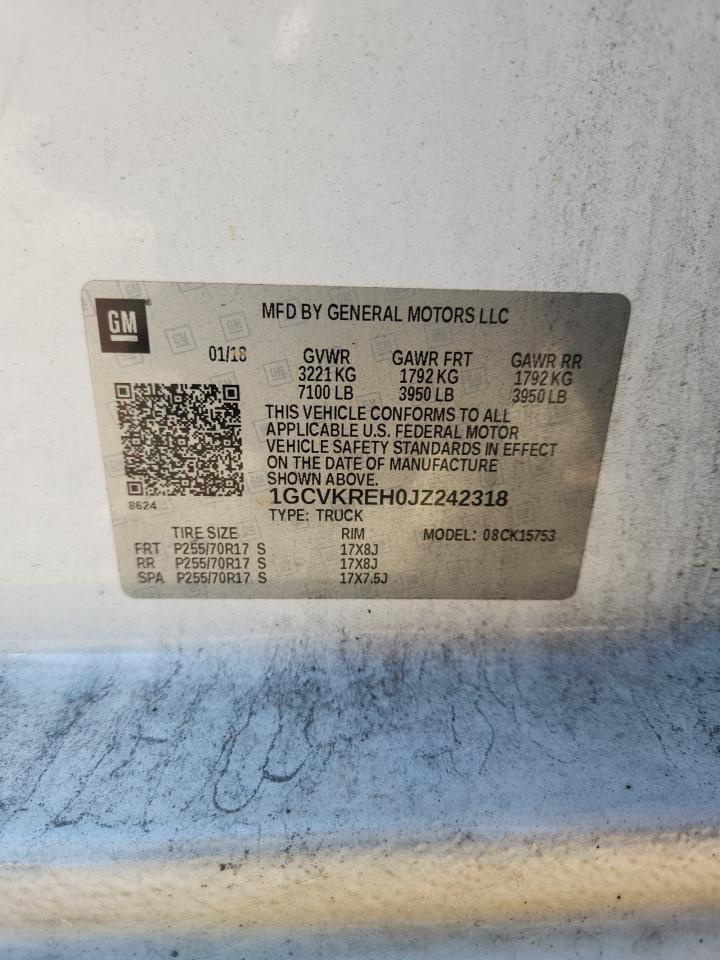 GM
MFD BY GENERAL MOTORS LLC
01/18 GVWR GAWR FRT GAWR RR
3221 KG 1792 KG 1792 KG
7100 LB 3950 LB 3950 LB
THIS VEHICLE CONFORMS TO ALL
APPLICABLE U.S. FEDERAL MOTOR
VEHICLE SAFETY STANDARDS IN EFFECT
ON THE DATE OF MANUFACTURE
SHOWN ABOVE.
1GCVKREH0JZ242318
8624
TYPE: TRUCK
TIRE SIZE RIM MODEL: 08CK15753
FRT P255/70R17 S 17X8J
RR P255/70R17 S 17X8J
SPA P255/70R17 S 17X7.5J